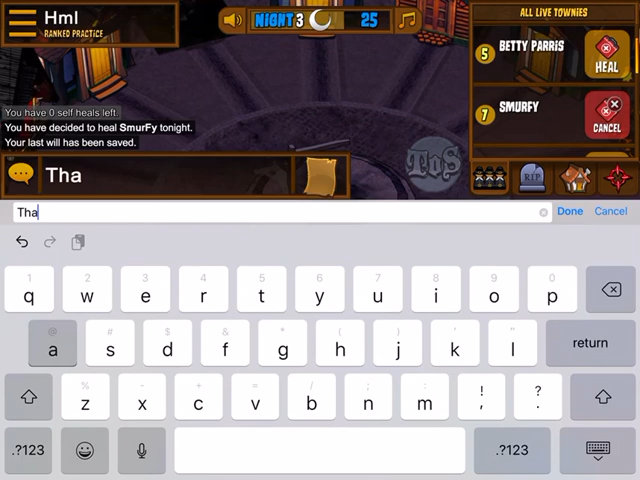 Hml
RANKED PRACTICE
NIGHT 3
25
ALL LIVE TOWNIES
5
BETTY PARRIS
HEAL
7
SMURFY
CANCEL
You have 0 self heals left.
You have decided to heal SmurFy tonight.
Your last will has been saved.
Tha
ToS
RIP
Tha
Done
Cancel
1 2 3 4 5 6 7 8 9 0
q w e r t y u i o p
@ # $ & * ( ) ' "
a s d f g h j k l
return
% - + = / ; :
z x c v b n m ! , ? .
.?123
.?123